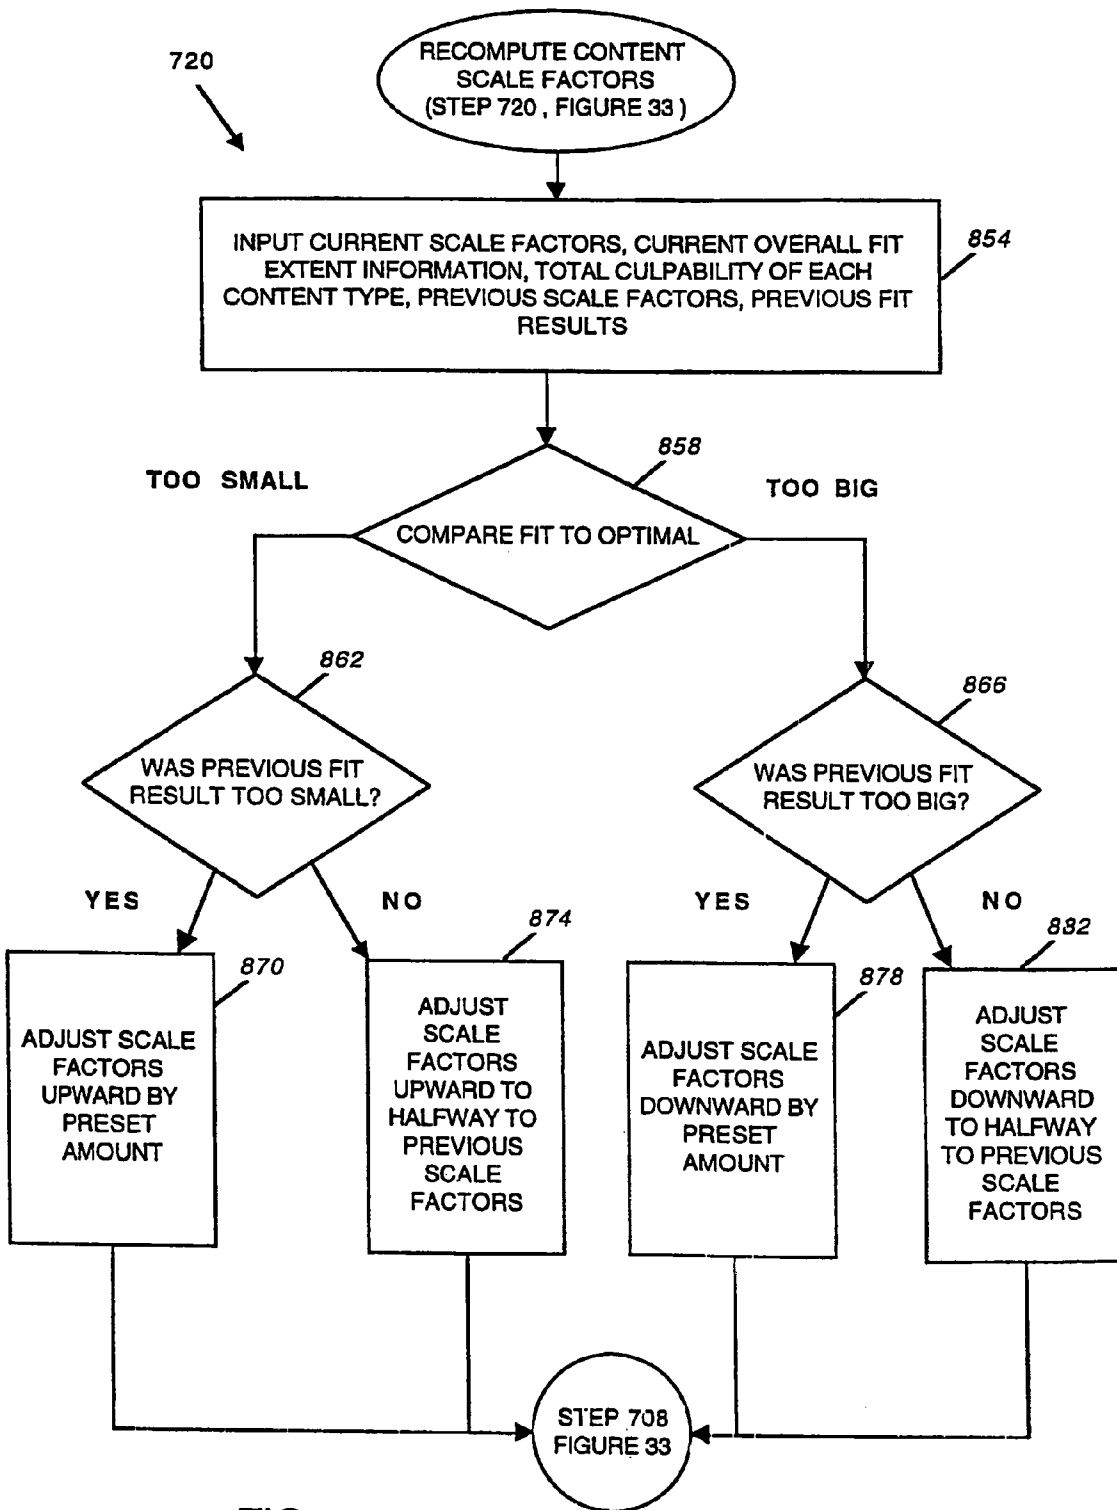 720
RECOMPUTE CONTENT
SCALE FACTORS
(STEP 720 , FIGURE 33 )
INPUT CURRENT SCALE FACTORS, CURRENT OVERALL FIT
EXTENT INFORMATION, TOTAL CULPABILITY OF EACH
CONTENT TYPE, PREVIOUS SCALE FACTORS, PREVIOUS FIT
RESULTS
854
858
TOO SMALL
TOO BIG
COMPARE FIT TO OPTIMAL
862
866
WAS PREVIOUS FIT
RESULT TOO SMALL?
WAS PREVIOUS FIT
RESULT TOO BIG?
YES
NO
YES
NO
870
874
878
832
ADJUST SCALE
FACTORS
UPWARD BY
PRESET
AMOUNT
ADJUST
SCALE
FACTORS
UPWARD TO
HALFWAY TO
PREVIOUS
SCALE
FACTORS
ADJUST SCALE
FACTORS
DOWNWARD BY
PRESET
AMOUNT
ADJUST
SCALE
FACTORS
DOWNWARD
TO HALFWAY
TO PREVIOUS
SCALE
FACTORS
STEP 708
FIGURE 33